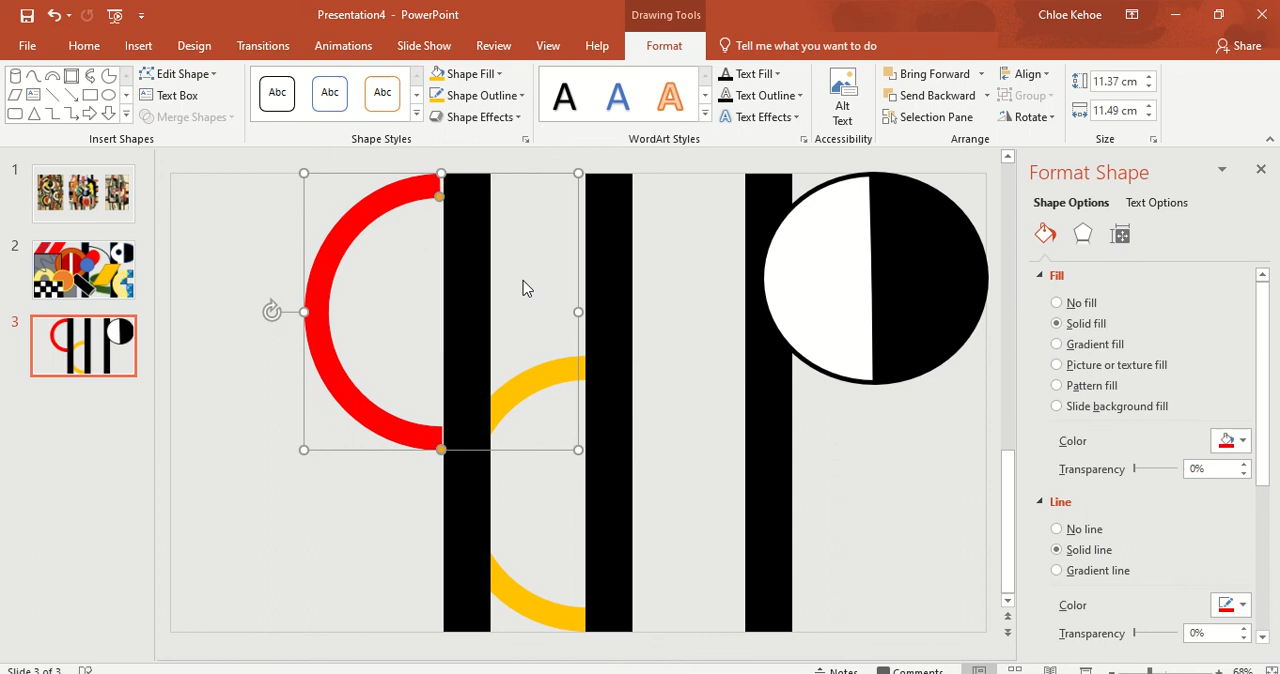 Presentation4 - PowerPoint
Drawing Tools
Chloe Kehoe
File Home Insert Design Transitions Animations Slide Show Review View Help Format Tell me what you want to do Share
Edit Shape
Text Box
Merge Shapes
Insert Shapes
Abc Abc Abc
Shape Fill
Shape Outline
Shape Effects
Shape Styles
A A A
A Text Fill
A Text Outline
A Text Effects
WordArt Styles
Alt
Text
Accessibility
Bring Forward
Send Backward
Selection Pane
Align
Group
Rotate
Arrange
11.37 cm
11.49 cm
Size
1
2
3
Format Shape
Shape Options Text Options
Fill
No fill
Solid fill
Gradient fill
Picture or texture fill
Pattern fill
Slide background fill
Color
Transparency 0%
Line
No line
Solid line
Gradient line
Color
Transparency 0%
Slide 3 of 3 Notes Comments 68%